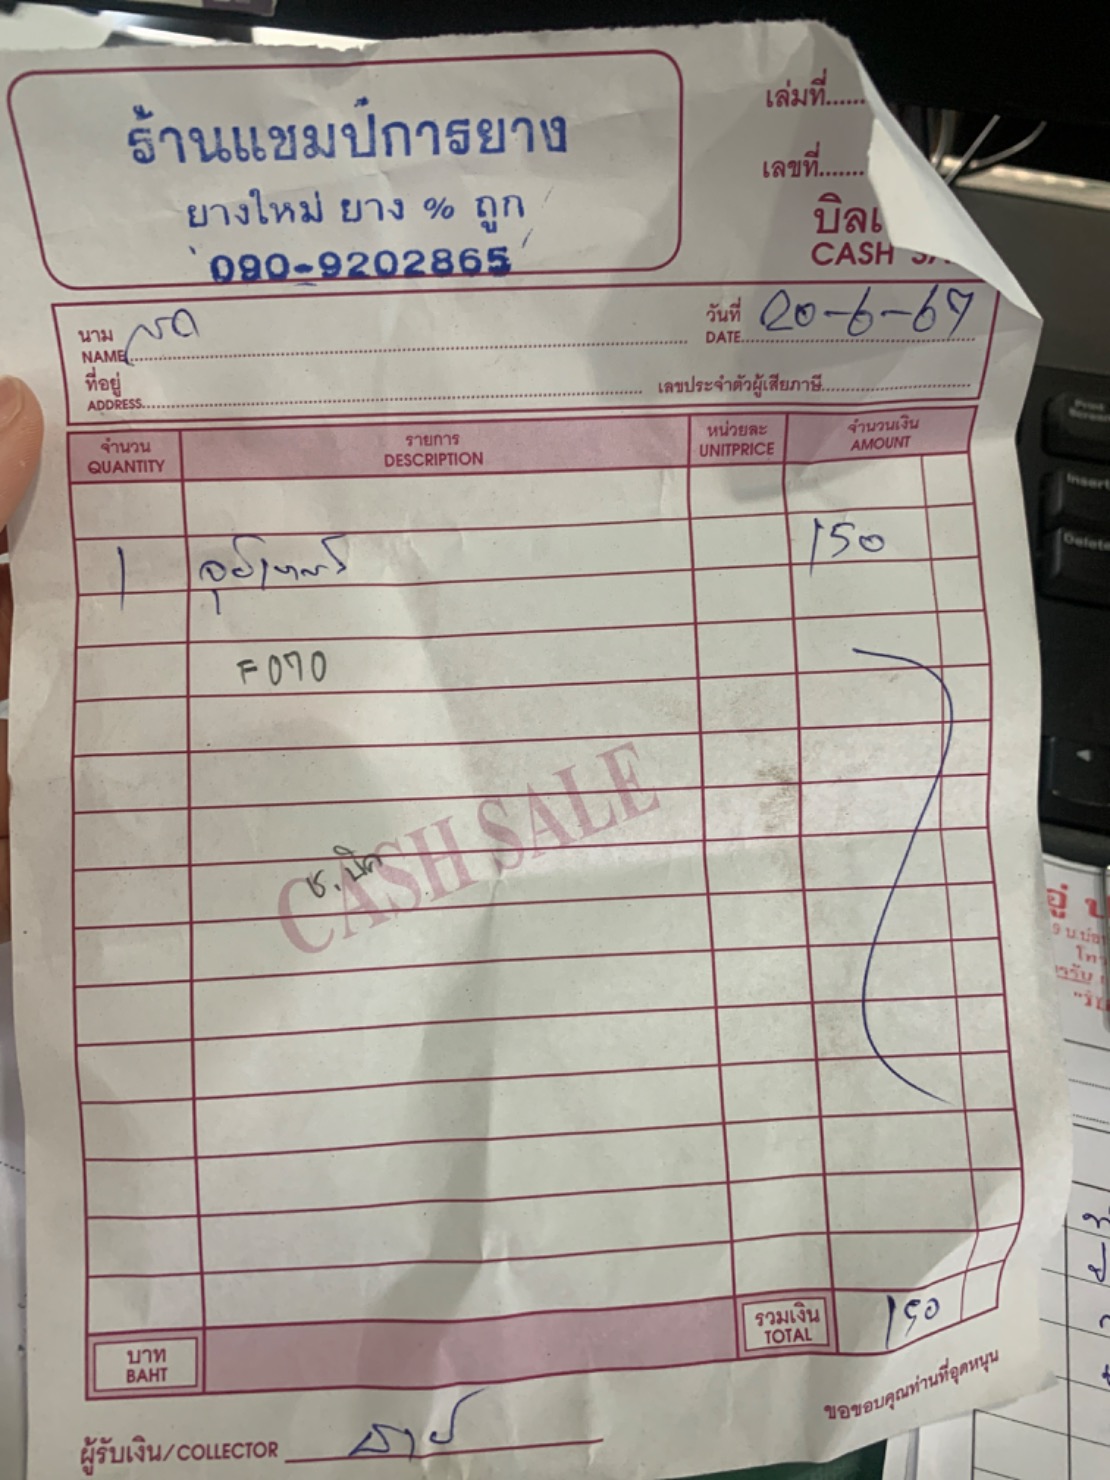 ร้านแชมป์การยาง
ยางใหม่ ยาง % ถูก
090-9202865
เล่มที่......
เลขที่.......
CASH
นาม
NAME
สด
วันที่
DATE
20-6-67
ที่อยู่
ADDRESS
เลขประจำตัวผู้เสียภาษี
จำนวน รายการ หน่วยละ จำนวนเงิน
QUANTITY DESCRIPTION UNITPRICE AMOUNT
1 150
F070
CASH SALE
ช.
บาท
BAHT
รวมเงิน
TOTAL
150
ขอขอบคุณท่านที่อุดหนุน
ผู้รับเงิน/COLLECTOR
Insert
Delete